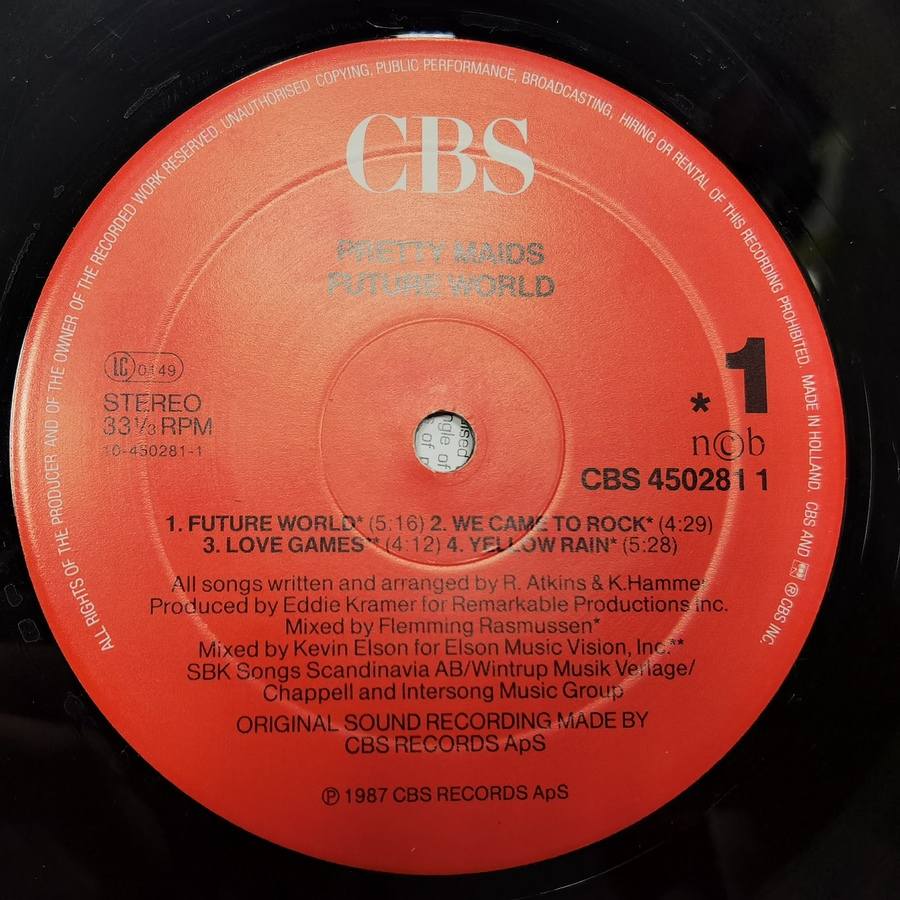 ALL RIGHTS OF THE PRODUCER AND OF THE OWNER OF THE RECORDED WORK RESERVED. UNAUTHORISED COPYING, PUBLIC PERFORMANCE, BROADCASTING, HIRING OR RENTAL OF THIS RECORDING PROHIBITED. MADE IN HOLLAND. CBS AND ℗ CBS INC.
CBS
PRETTY MAIDS
FUTURE WORLD
LC 0149
STEREO
33⅓ RPM
10-450281-1
* 1
n©b
CBS 450281 1
1. FUTURE WORLD* (5:16) 2. WE CAME TO ROCK* (4:29)
3. LOVE GAMES** (4:12) 4. YELLOW RAIN* (5:28)
All songs written and arranged by R. Atkins & K.Hammer
Produced by Eddie Kramer for Remarkable Productions Inc.
Mixed by Flemming Rasmussen*
Mixed by Kevin Elson for Elson Music Vision, Inc.**
SBK Songs Scandinavia AB/Wintrup Musik Verlage/
Chappell and Intersong Music Group
ORIGINAL SOUND RECORDING MADE BY
CBS RECORDS ApS
℗ 1987 CBS RECORDS ApS